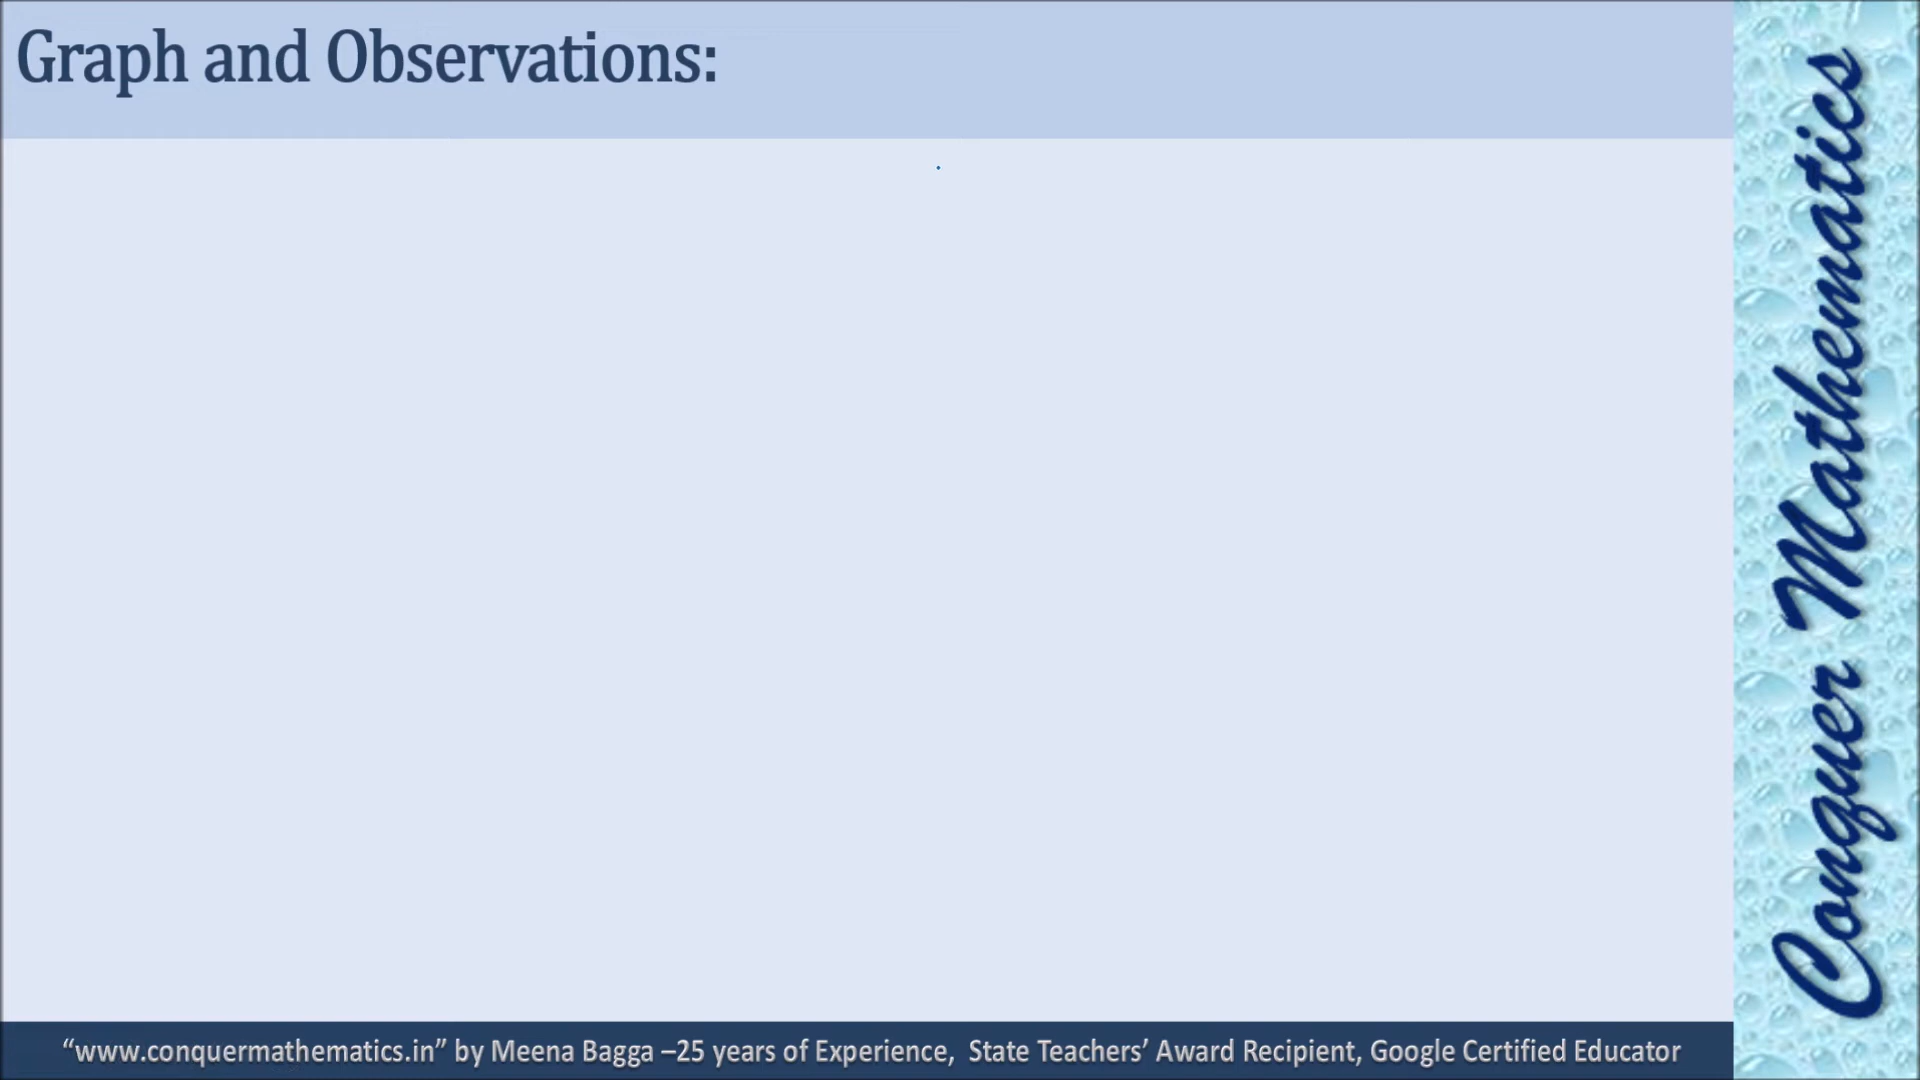 Graph and Observations:
Conquer Mathematics
“www.conquermathematics.in” by Meena Bagga –25 years of Experience, State Teachers’ Award Recipient, Google Certified Educator